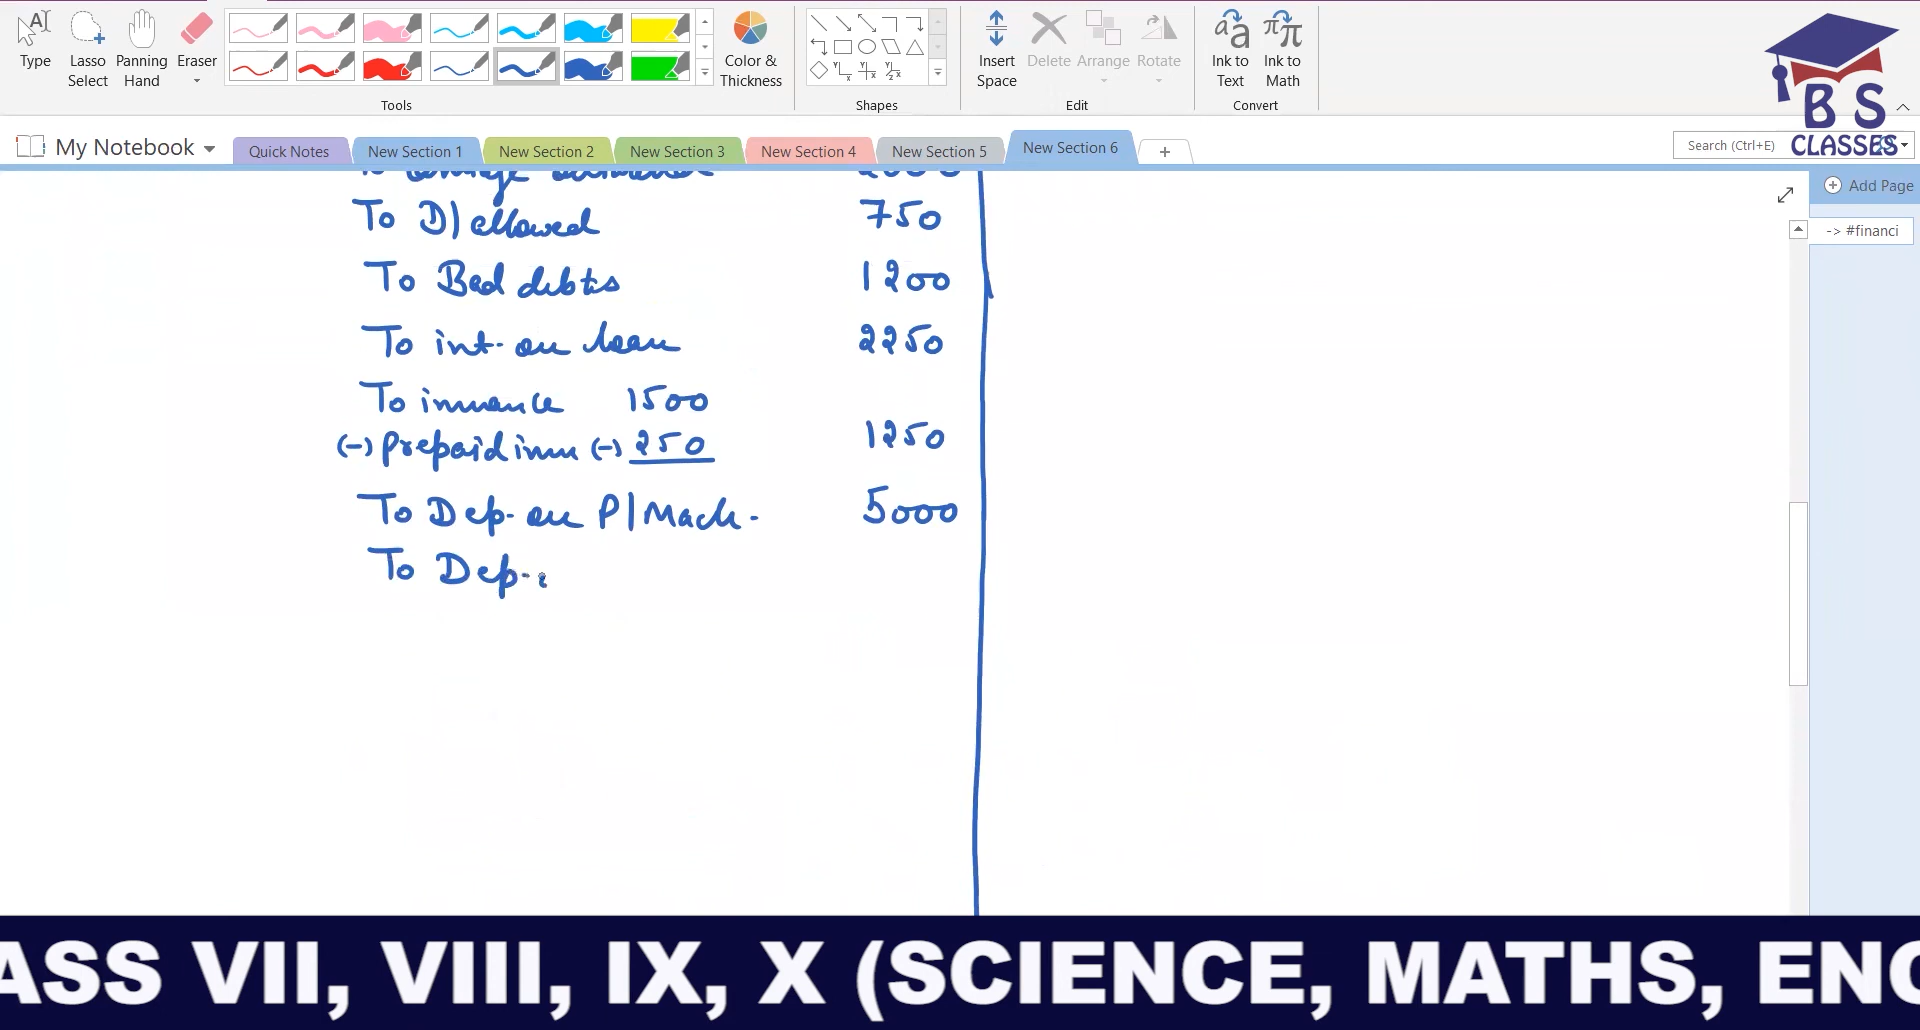 Type
Lasso Select
Panning Hand
Eraser
Color & Thickness
Insert Space
Delete
Arrange
Rotate
Ink to Text
Ink to Math
Tools
Shapes
Edit
Convert
BS
CLASSES
My Notebook
Quick Notes
New Section 1
New Section 2
New Section 3
New Section 4
New Section 5
New Section 6
+
Search (Ctrl+E)
Add Page
-> #financi
To D/allowed 750
To Bad debts 1200
To int. on loan 2250
To 1500
(-) Prepaid (-) 250 1250
To Dep. on P/Mach. 5000
To Dep.
ASS VII, VIII, IX, X (SCIENCE, MATHS, ENG